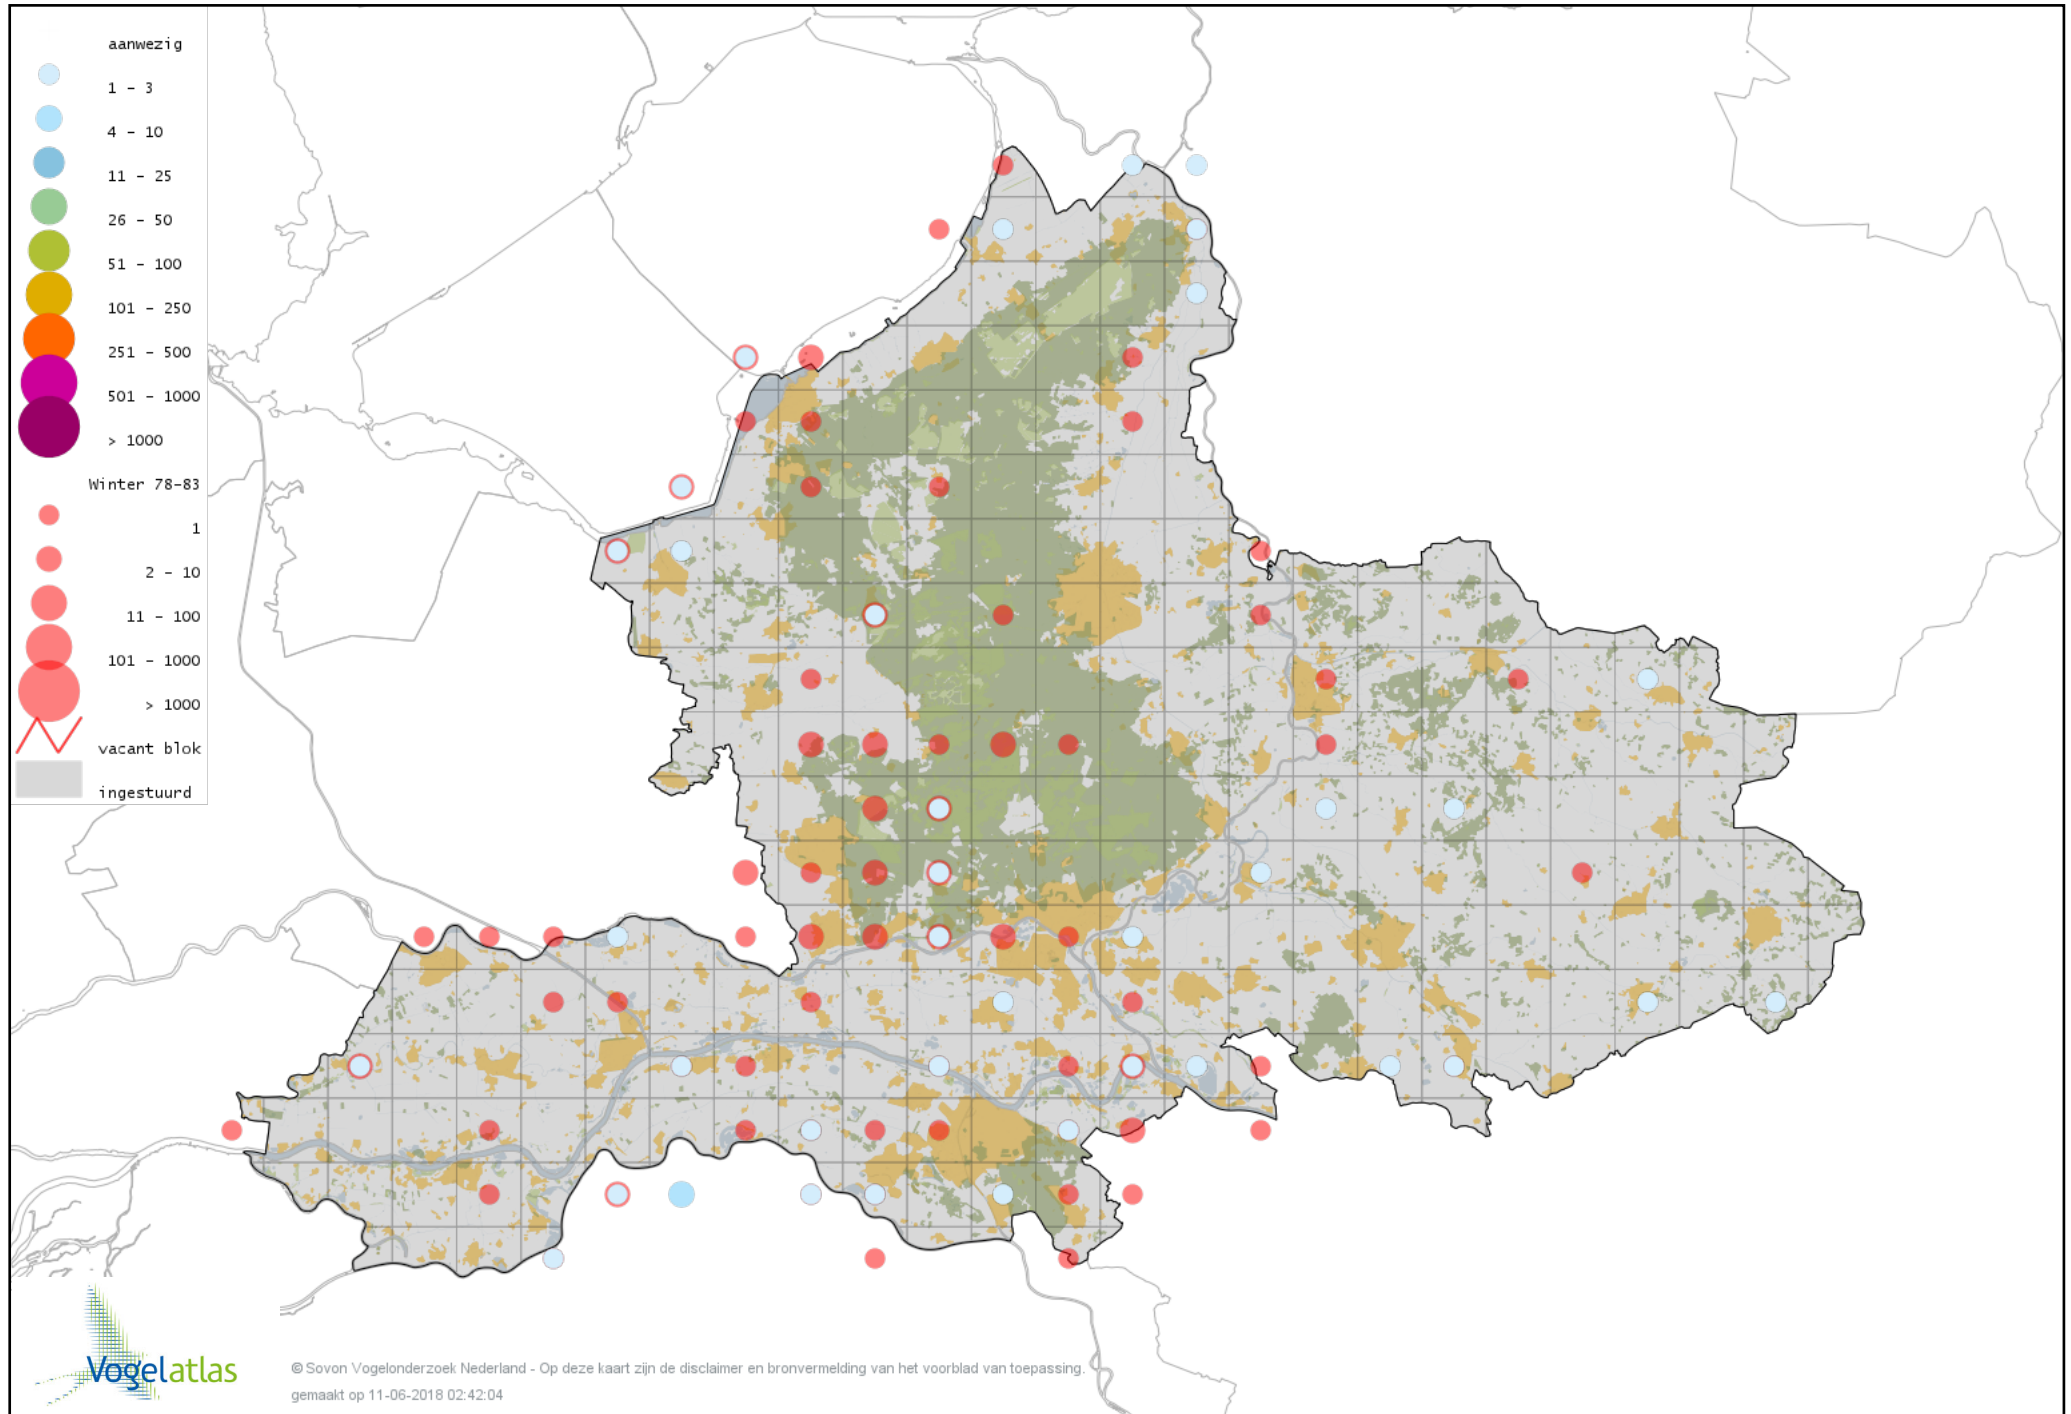 aanwezig
1 - 3
4 - 10
11 - 25
26 - 50
51 - 100
101 - 250
251 - 500
501 - 1000
> 1000
Winter 78-83
1
2 - 10
11 - 100
101 - 1000
> 1000
vacant blok
ingestuurd
Vogelatlas
© Sovon Vogelonderzoek Nederland - Op deze kaart zijn de disclaimer en bronvermelding van het voorblad van toepassing.
gemaakt op 11-06-2018 02:42:04